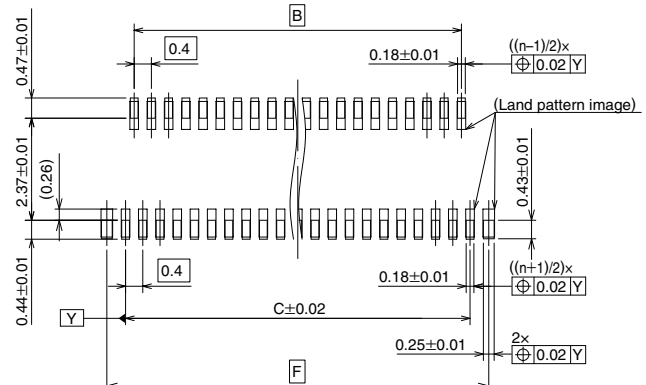 B
0.4
0.18±0.01
((n−1)/2)×
⌖ 0.02 Y
0.47±0.01
(Land pattern image)
2.37±0.01
(0.26)
0.43±0.01
0.44±0.01
0.4
0.18±0.01
((n+1)/2)×
⌖ 0.02 Y
Y
C±0.02
0.25±0.01
2×
⌖ 0.02 Y
F